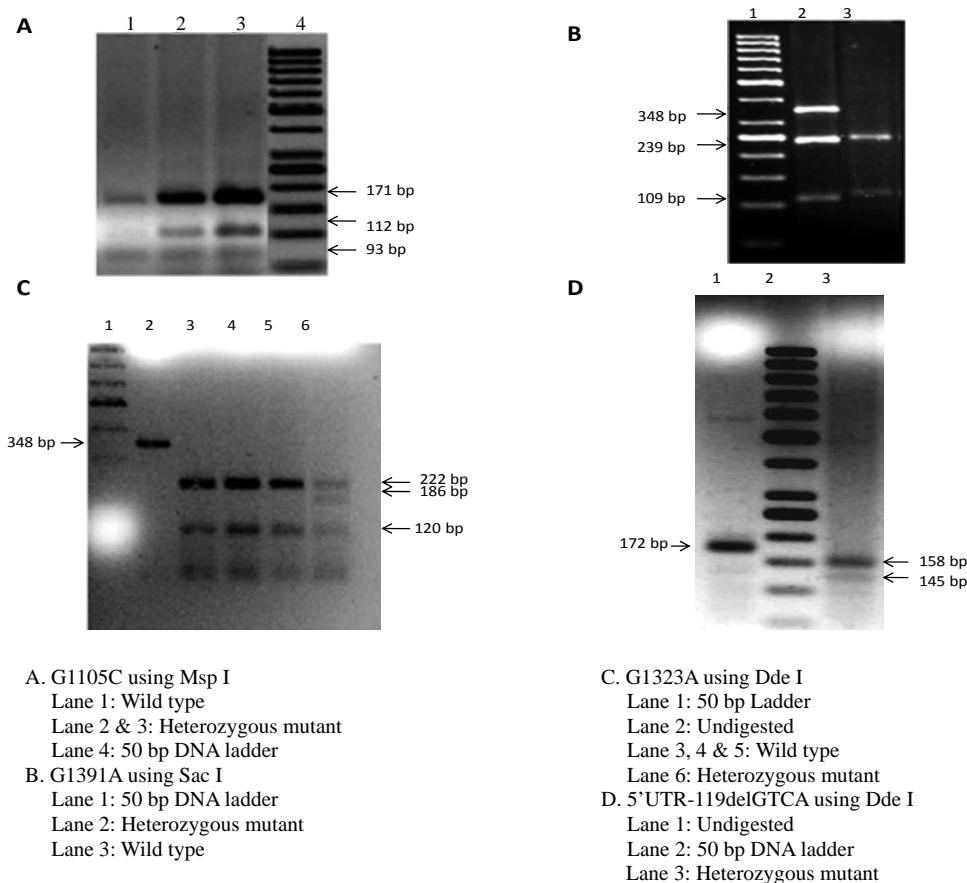 A
1 2 3 4
171 bp
112 bp
93 bp
B
1 2 3
348 bp
239 bp
109 bp
C
1 2 3 4 5 6
348 bp
222 bp
186 bp
120 bp
D
1 2 3
172 bp
158 bp
145 bp
A. G1105C using Msp I
Lane 1: Wild type
Lane 2 & 3: Heterozygous mutant
Lane 4: 50 bp DNA ladder
B. G1391A using Sac I
Lane 1: 50 bp DNA ladder
Lane 2: Heterozygous mutant
Lane 3: Wild type
C. G1323A using Dde I
Lane 1: 50 bp Ladder
Lane 2: Undigested
Lane 3, 4 & 5: Wild type
Lane 6: Heterozygous mutant
D. 5’UTR-119delGTCA using Dde I
Lane 1: Undigested
Lane 2: 50 bp DNA ladder
Lane 3: Heterozygous mutant